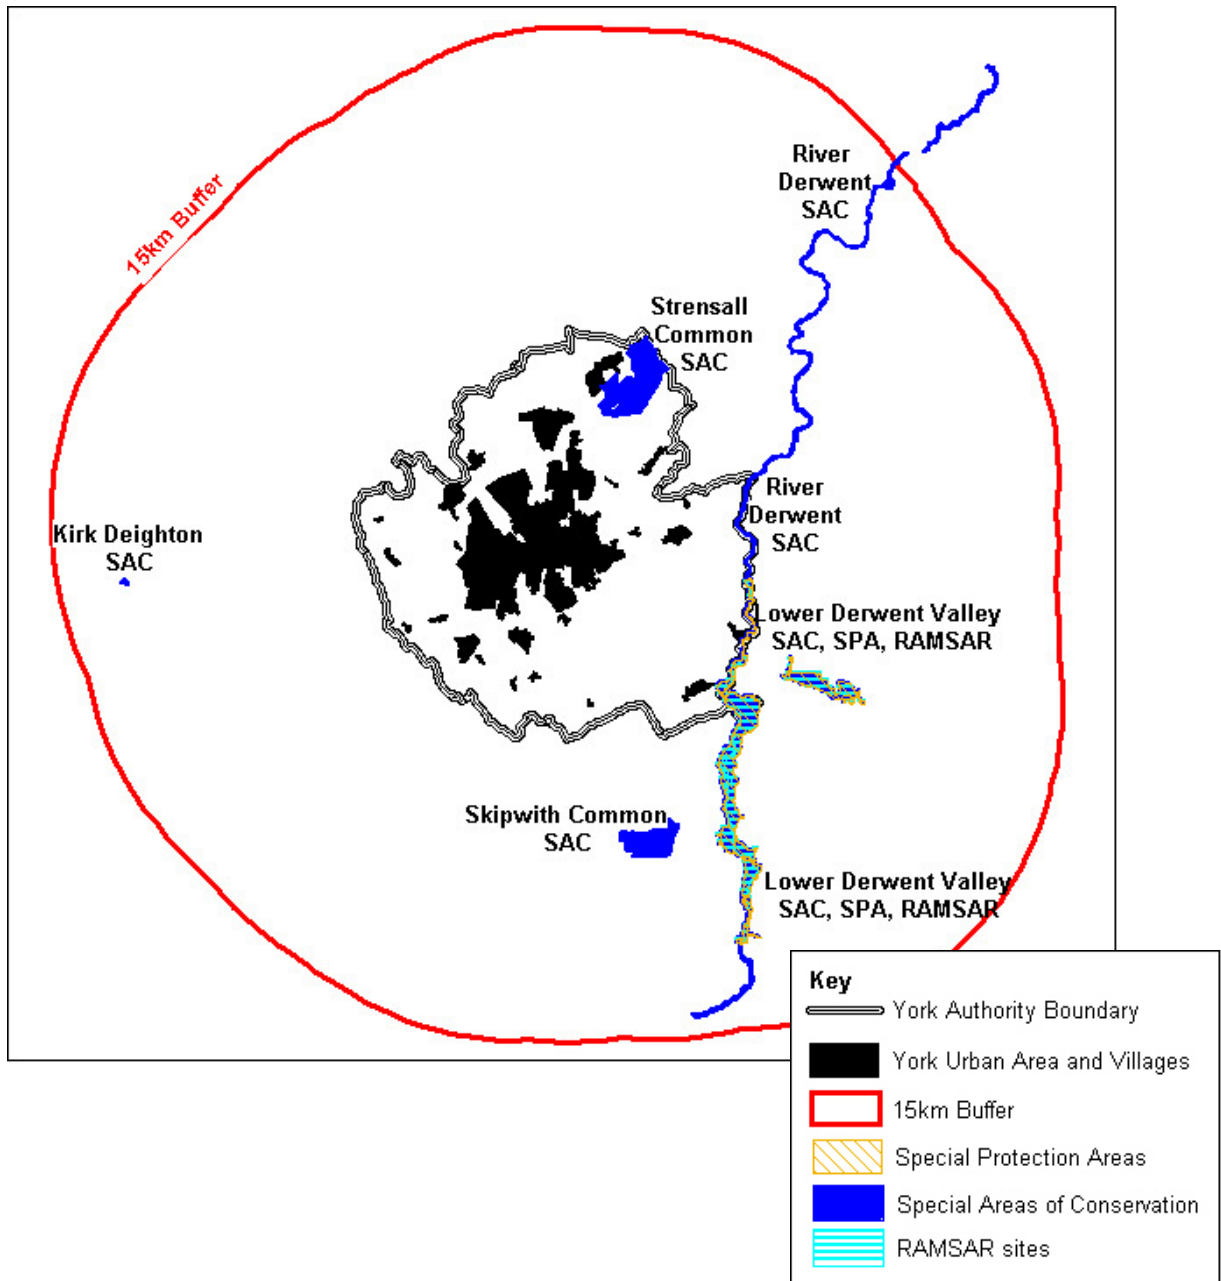 15km Buffer
River
Derwent
SAC
Strensall
Common
SAC
River
Derwent
SAC
Kirk Deighton
SAC
Lower Derwent Valley
SAC, SPA, RAMSAR
Skipwith Common
SAC
Lower Derwent Valley
SAC, SPA, RAMSAR
Key
York Authority Boundary
York Urban Area and Villages
15km Buffer
Special Protection Areas
Special Areas of Conservation
RAMSAR sites